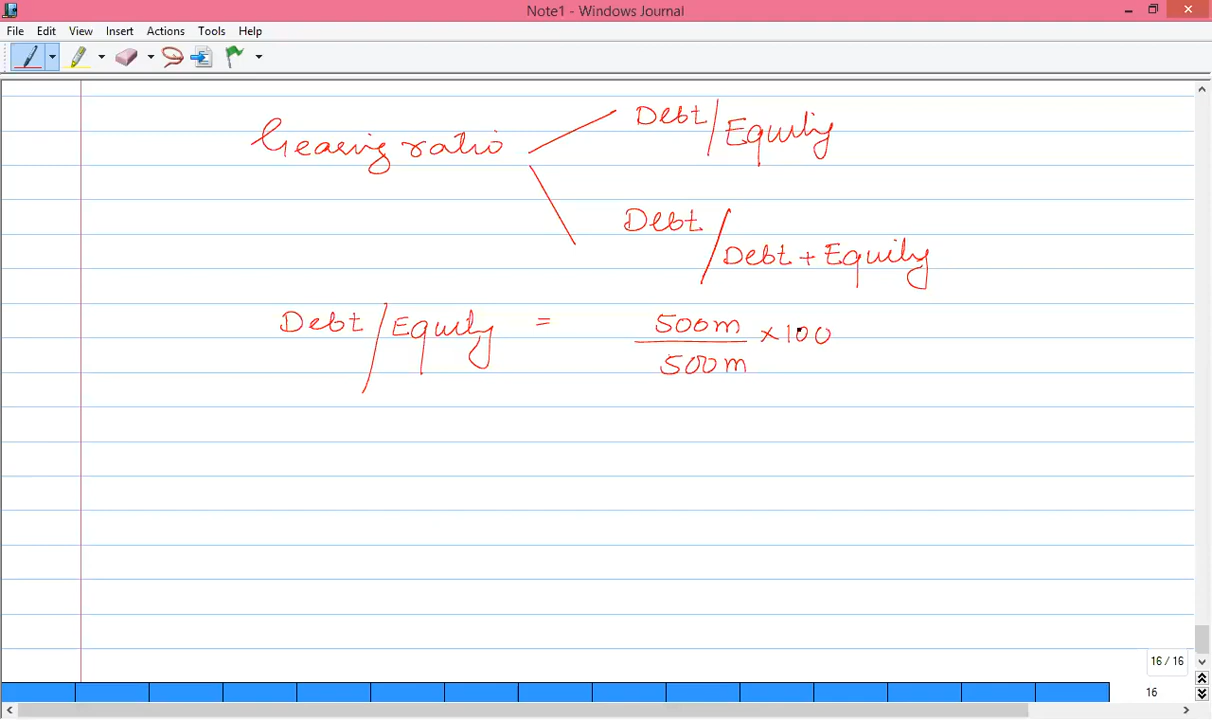 Note1 - Windows Journal
File Edit View Insert Actions Tools Help
Debt/Equity
Gearing ratio
Debt/Debt + Equity
Debt/Equity = 500m/500m × 100
16 / 16
16